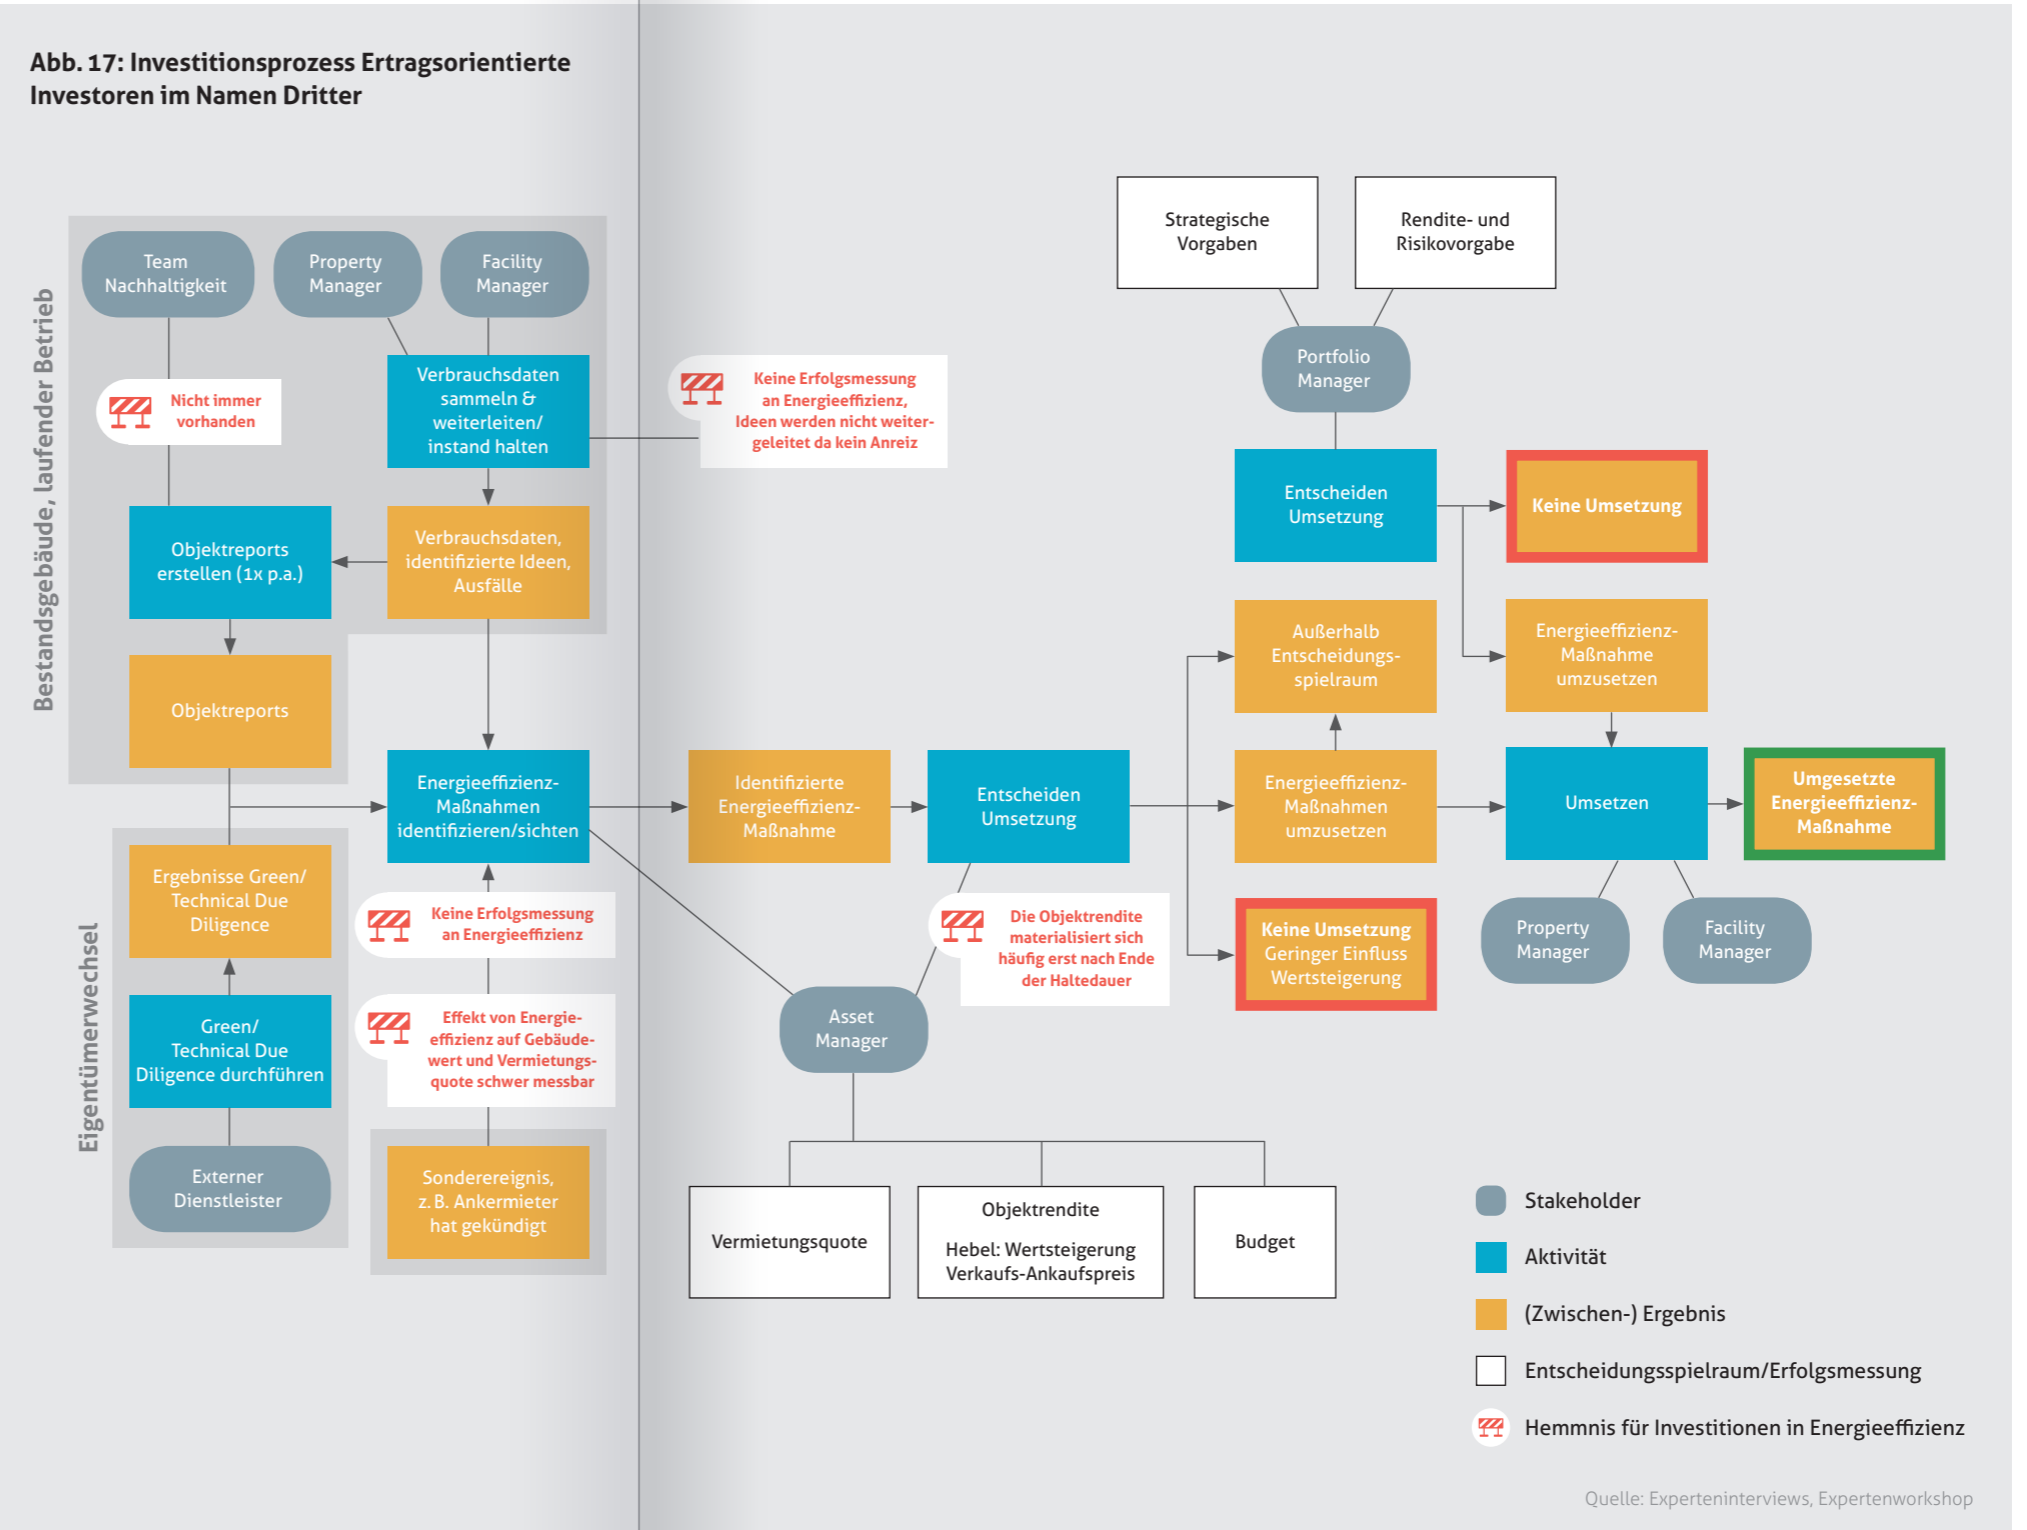 Abb. 17: Investitionsprozess Ertragsorientierte
Investoren im Namen Dritter
Bestandsgebäude, laufender Betrieb
Team
Nachhaltigkeit
Property
Manager
Facility
Manager
Nicht immer
vorhanden
Verbrauchsdaten
sammeln &
weiterleiten/
instand halten
Keine Erfolgsmessung
an Energieeffizienz,
Ideen werden nicht weiter-
geleitet da kein Anreiz
Objektreports
erstellen (1x p.a.)
Verbrauchsdaten,
identifizierte Ideen,
Ausfälle
Objektreports
Strategische
Vorgaben
Rendite- und
Risikovorgabe
Portfolio
Manager
Entscheiden
Umsetzung
Keine Umsetzung
Außerhalb
Entscheidungs-
spielraum
Energieeffizienz-
Maßnahme
umzusetzen
Energieeffizienz-
Maßnahmen
identifizieren/sichten
Identifizierte
Energieeffizienz-
Maßnahme
Entscheiden
Umsetzung
Energieeffizienz-
Maßnahmen
umzusetzen
Umsetzen
Umgesetzte
Energieeffizienz-
Maßnahme
Eigentümerwechsel
Ergebnisse Green/
Technical Due
Diligence
Green/
Technical Due
Diligence durchführen
Externer
Dienstleister
Keine Erfolgsmessung
an Energieeffizienz
Effekt von Energie-
effizienz auf Gebäude-
wert und Vermietungs-
quote schwer messbar
Sonderereignis,
z. B. Ankermieter
hat gekündigt
Die Objektrendite
materialisiert sich
häufig erst nach Ende
der Haltedauer
Keine Umsetzung
Geringer Einfluss
Wertsteigerung
Property
Manager
Facility
Manager
Asset
Manager
Vermietungsquote
Objektrendite
Hebel: Wertsteigerung
Verkaufs-Ankaufspreis
Budget
Stakeholder
Aktivität
(Zwischen-) Ergebnis
Entscheidungsspielraum/Erfolgsmessung
Hemmnis für Investitionen in Energieeffizienz
Quelle: Experteninterviews, Expertenworkshop